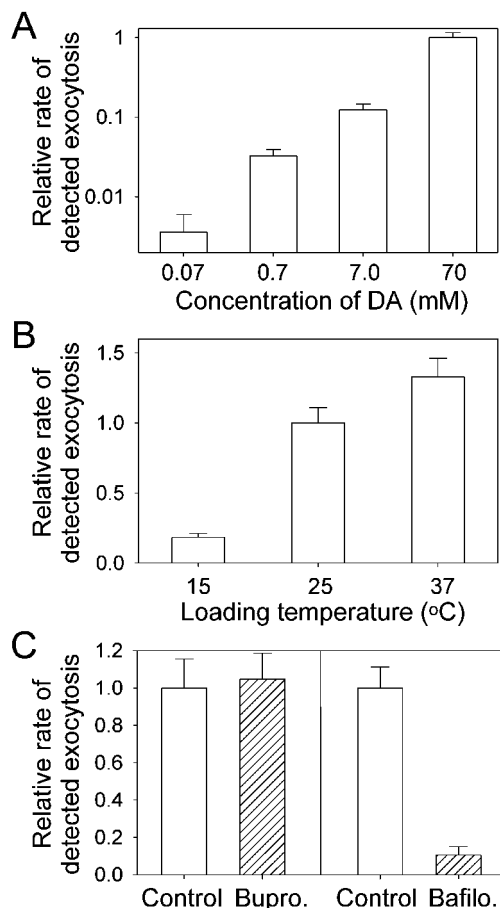 A
Relative rate of
detected exocytosis
1
0.1
0.01
0.07 0.7 7.0 70
Concentration of DA (mM)
B
Relative rate of
detected exocytosis
1.5
1.0
0.5
0.0
15 25 37
Loading temperature (°C)
C
Relative rate of
detected exocytosis
1.2
1.0
0.8
0.6
0.4
0.2
0.0
Control Bupro. Control Bafilo.